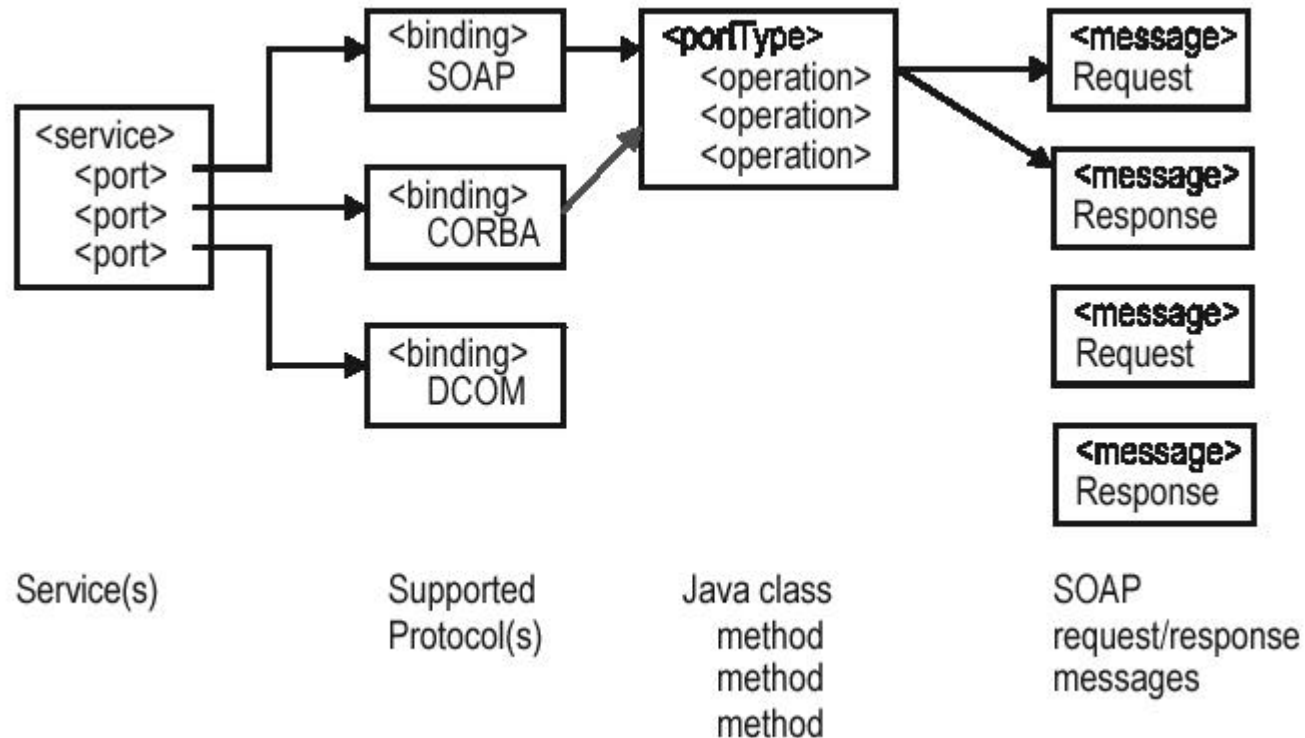 <service>
<port>
<port>
<port>
<binding>
SOAP
<binding>
CORBA
<binding>
DCOM
<portType>
<operation>
<operation>
<operation>
<message>
Request
<message>
Response
<message>
Request
<message>
Response
Service(s)
Supported
Protocol(s)
Java class
method
method
method
SOAP
request/response
messages